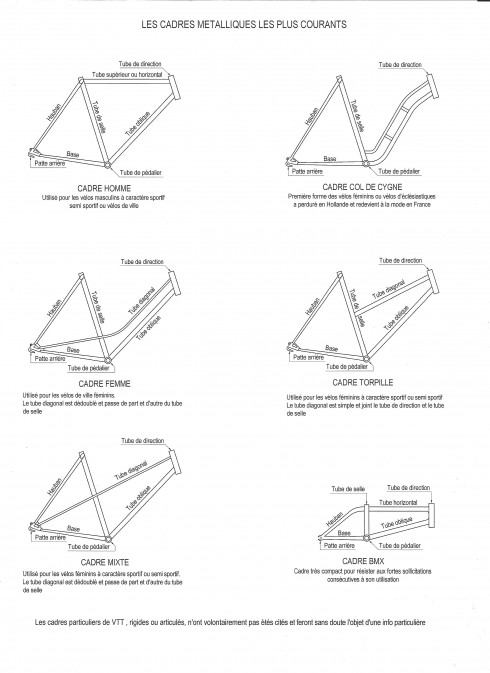 LES CADRES METALLIQUES LES PLUS COURANTS
Tube de direction
Tube supérieur ou horizontal
Hauban
Tube de selle
Tube oblique
Base
Patte arrière
Tube de pédalier
CADRE HOMME
Utilisé pour les vélos masculins à caractère sportif
semi sportif ou vélos de ville
Tube de direction
Hauban
Tube de selle
Base
Patte arrière
Tube de pédalier
CADRE COL DE CYGNE
Première forme des vélos féminins ou vélos d'éclésiastiques
a perduré en Hollande et redevient à la mode en France
Tube de direction
Hauban
Tube de selle
Tube diagonal
Tube oblique
Base
Patte arrière
Tube de pédalier
CADRE FEMME
Utilisé pour les vélos de ville féminins.
Le tube diagonal est dédoublé et passe de part et d'autre du tube
de selle
Tube de direction
Hauban
Tube de selle
Tube diagonal
Tube oblique
Base
Patte arrière
Tube de pédalier
CADRE TORPILLE
Utilisé pour les vélos féminins à caractère sportif ou semi sportif
Le tube diagonal est simple et joint le tube de direction et le tube
de selle
Tube de direction
Hauban
Tube diagonal
Tube oblique
Base
Patte arrière
Tube de pédalier
CADRE MIXTE
Utilisé pour les vélos féminins à caractère sportif ou semi sportif.
Le tube diagonal est dédoublé et passe de part et d'autre du tube
de selle
Tube de selle
Tube de direction
Tube horizontal
Hauban
Tube oblique
Base
Patte arrière
Tube de pédalier
CADRE BMX
Cadre très compact pour résister aux fortes sollicitations
consécutives à son utilisation
Les cadres particuliers de VTT , rigides ou articulés, n'ont volontairement pas étés cités et feront sans doute l'objet d'une info particulière